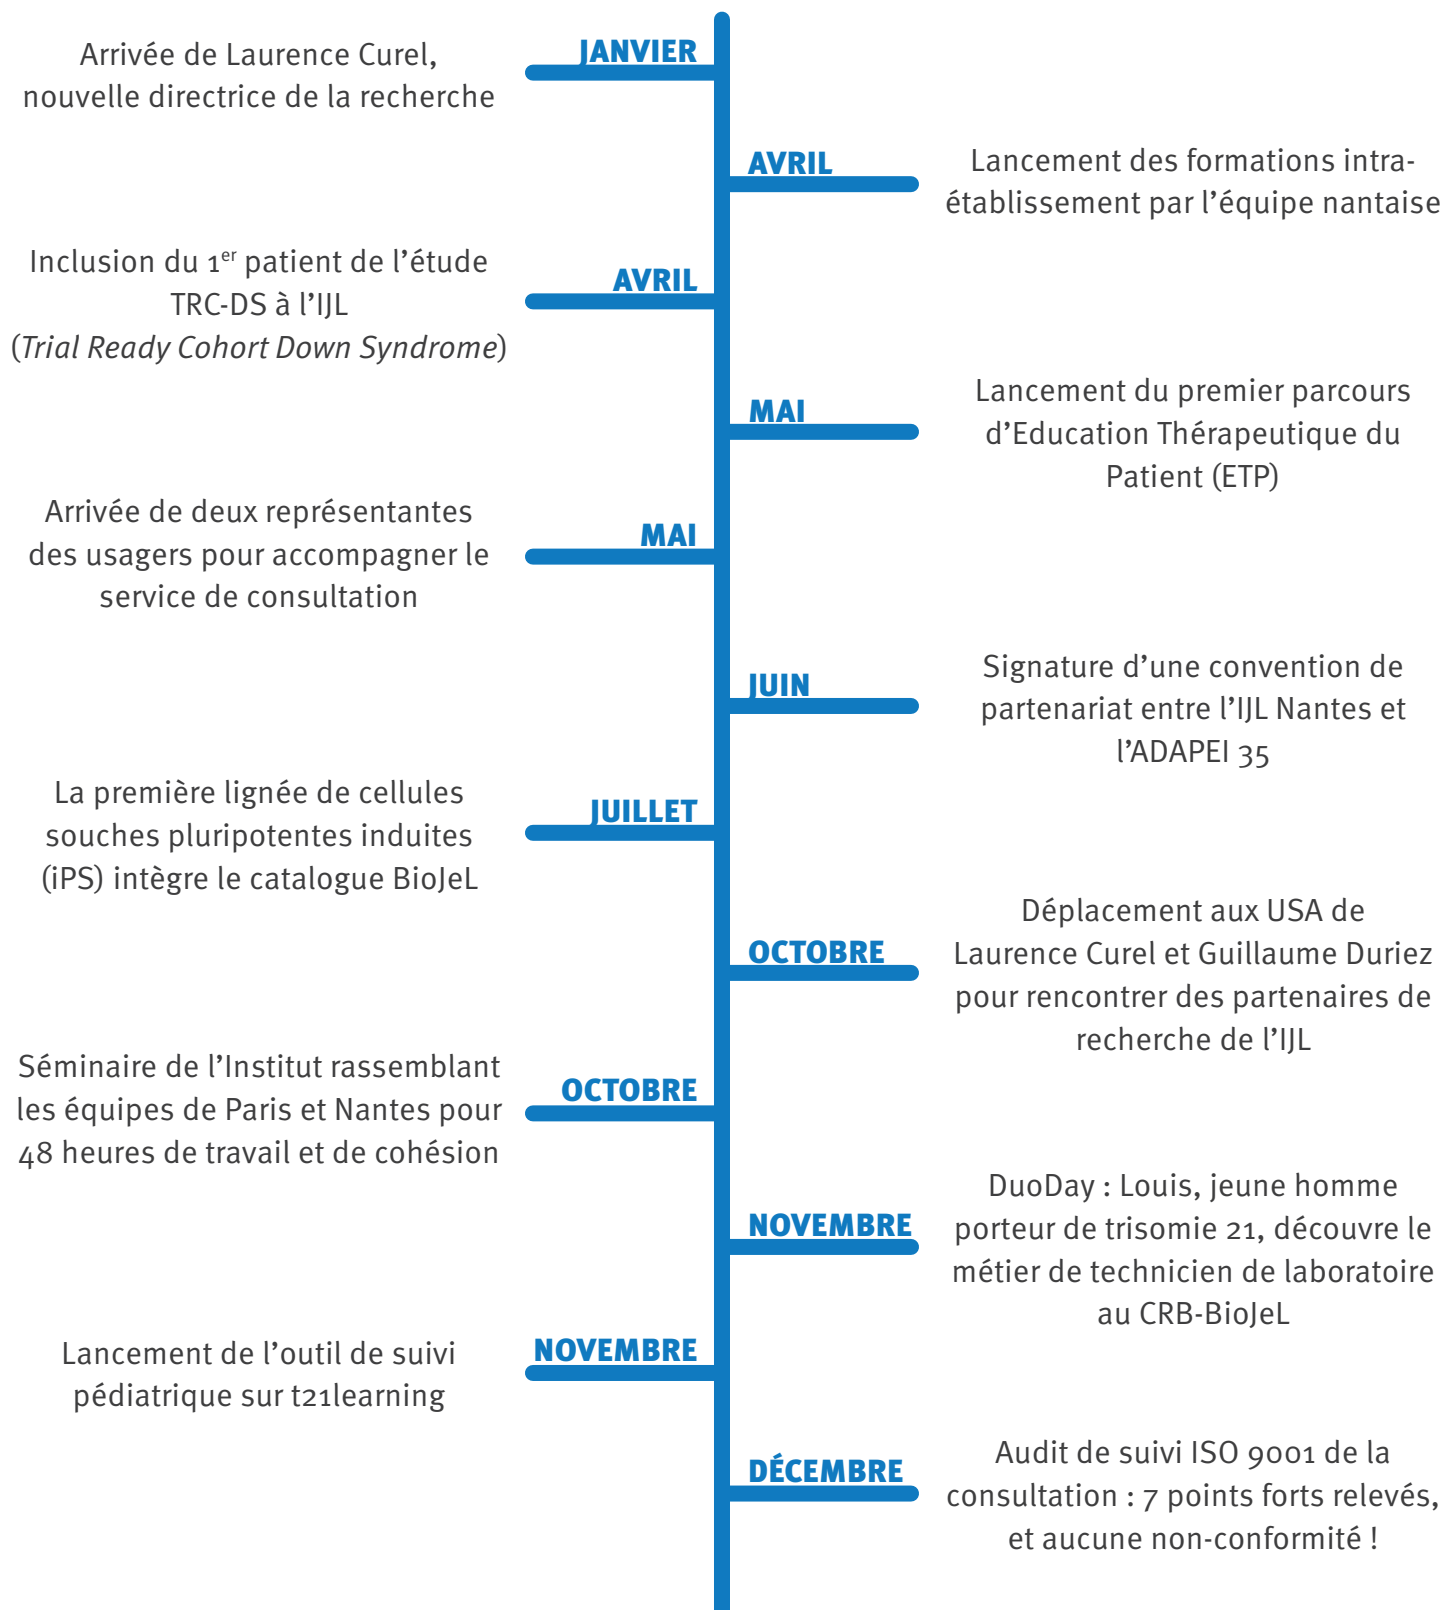 JANVIER
Arrivée de Laurence Curel,
nouvelle directrice de la recherche
AVRIL
Lancement des formations intra-
établissement par l’équipe nantaise
AVRIL
Inclusion du 1er patient de l’étude
TRC-DS à l’IJL
(Trial Ready Cohort Down Syndrome)
MAI
Lancement du premier parcours
d’Education Thérapeutique du
Patient (ETP)
MAI
Arrivée de deux représentantes
des usagers pour accompagner le
service de consultation
JUIN
Signature d’une convention de
partenariat entre l’IJL Nantes et
l’ADAPEI 35
JUILLET
La première lignée de cellules
souches pluripotentes induites
(iPS) intègre le catalogue BioJeL
OCTOBRE
Déplacement aux USA de
Laurence Curel et Guillaume Duriez
pour rencontrer des partenaires de
recherche de l’IJL
OCTOBRE
Séminaire de l’Institut rassemblant
les équipes de Paris et Nantes pour
48 heures de travail et de cohésion
NOVEMBRE
DuoDay : Louis, jeune homme
porteur de trisomie 21, découvre le
métier de technicien de laboratoire
au CRB-BioJeL
NOVEMBRE
Lancement de l’outil de suivi
pédiatrique sur t21learning
DÉCEMBRE
Audit de suivi ISO 9001 de la
consultation : 7 points forts relevés,
et aucune non-conformité !